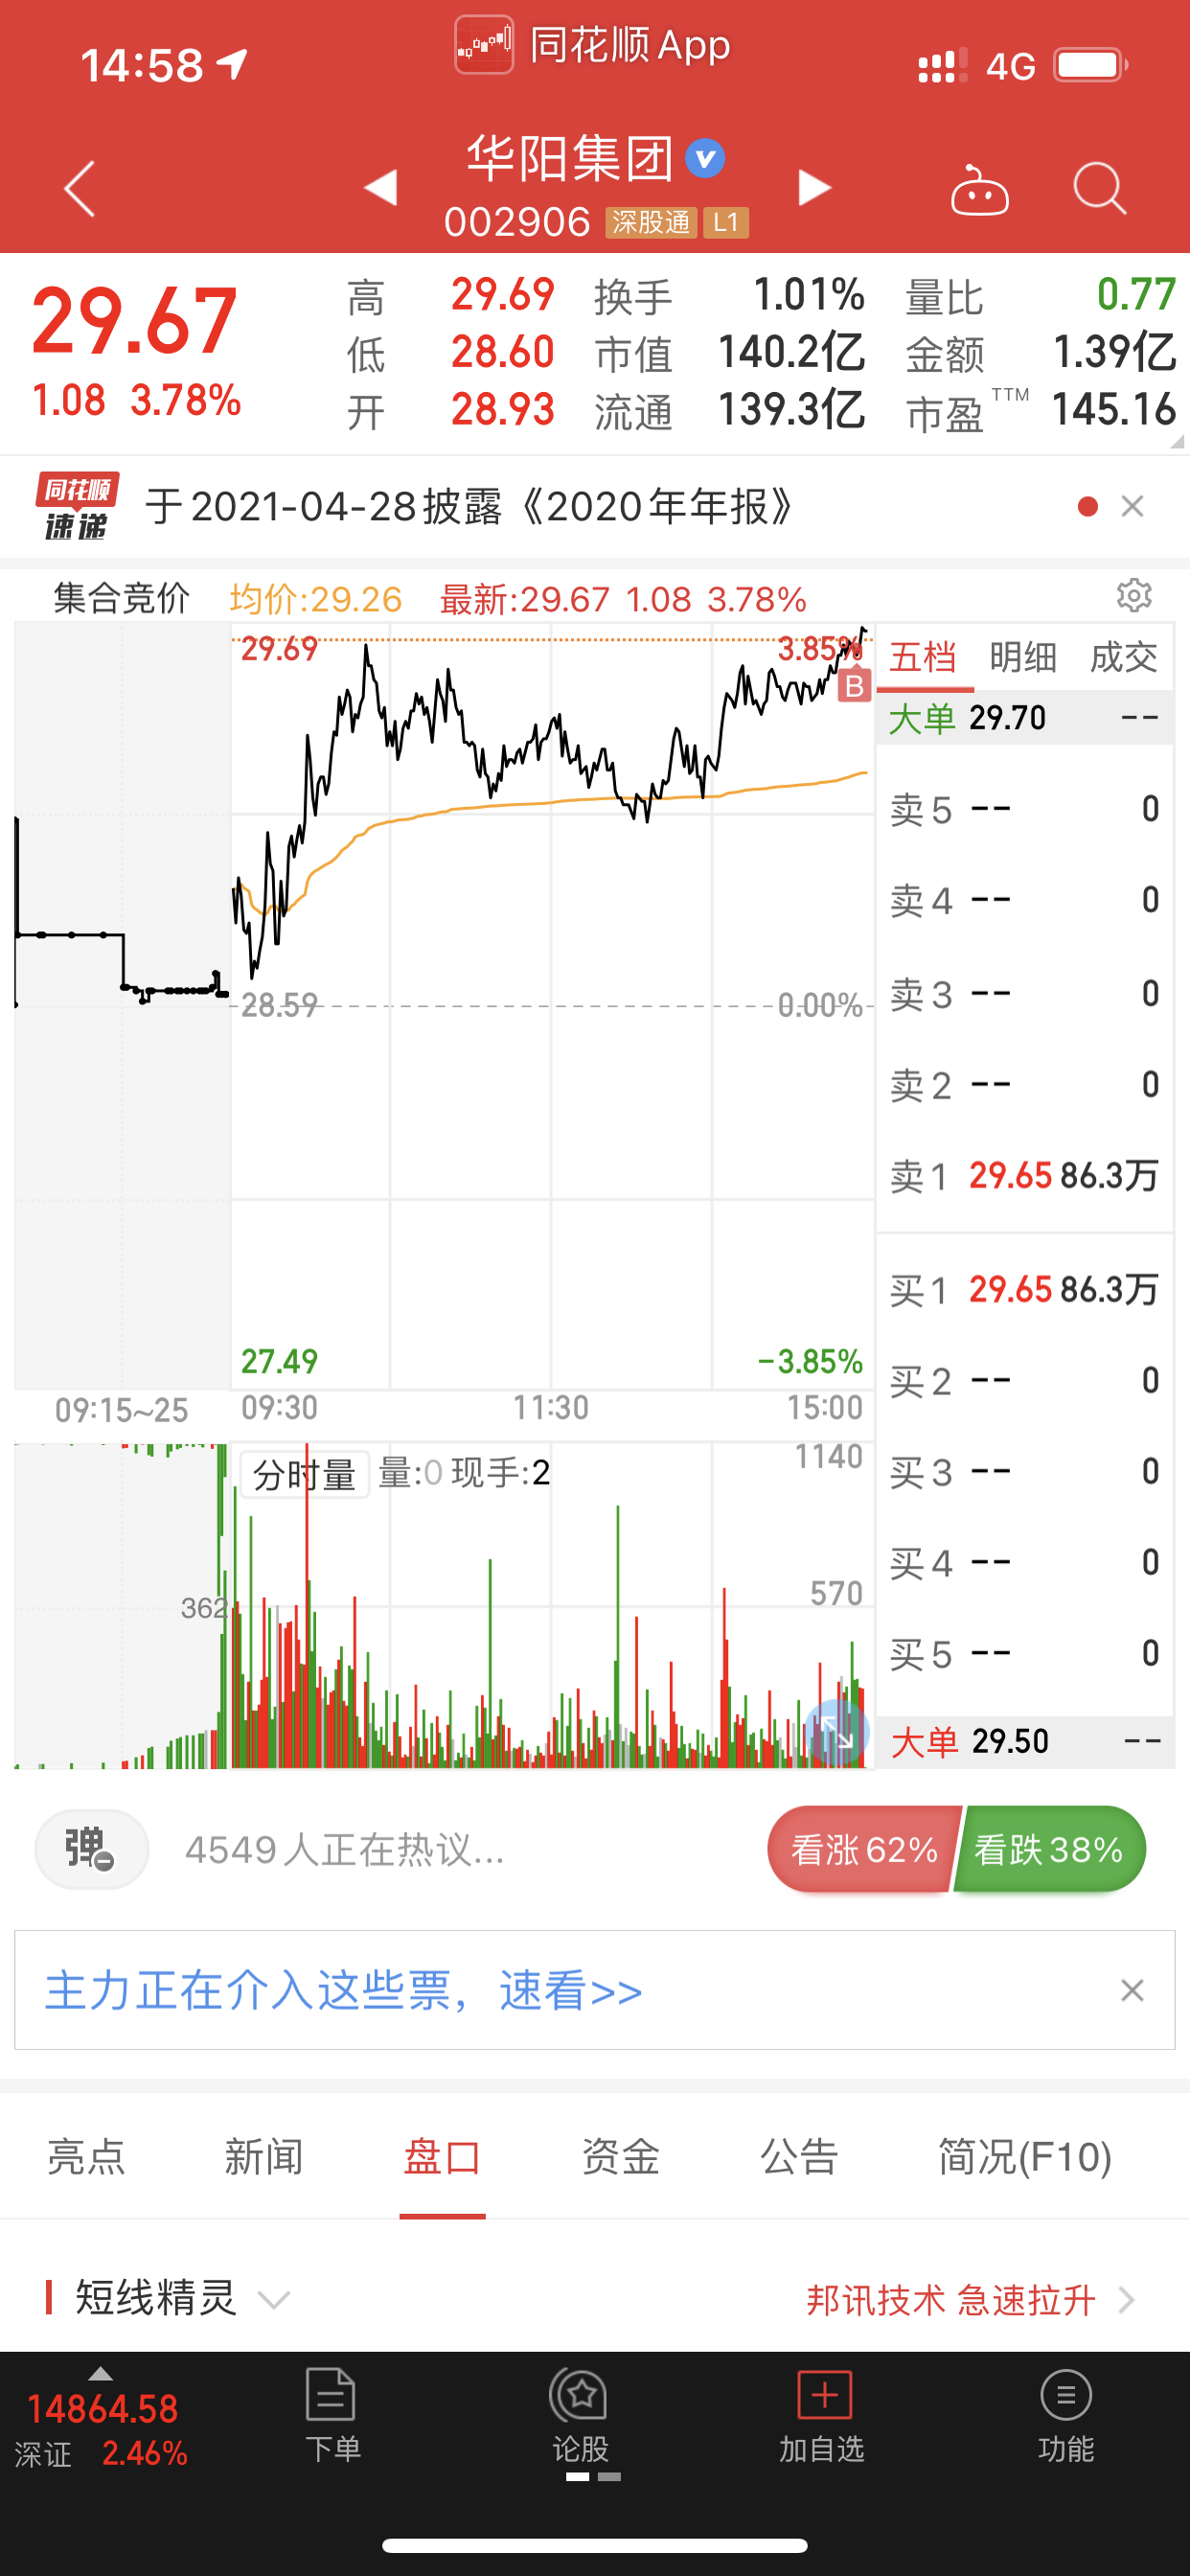 14:58
同花顺App
4G
华阳集团
002906 深股通 L1
29.67
1.08 3.78%
高 29.69 换手 1.01% 量比 0.77
低 28.60 市值 140.2亿 金额 1.39亿
开 28.93 流通 139.3亿 市盈TTM 145.16
同花顺
速递
于2021-04-28披露《2020年年报》
集合竞价 均价:29.26 最新:29.67 1.08 3.78%
29.69 3.85%
B
28.59 0.00%
27.49 -3.85%
09:15~25 09:30 11:30 15:00
分时量 量:0 现手:2 1140
570
362
五档 明细 成交
大单 29.70 --
卖5 -- 0
卖4 -- 0
卖3 -- 0
卖2 -- 0
卖1 29.65 86.3万
买1 29.65 86.3万
买2 -- 0
买3 -- 0
买4 -- 0
买5 -- 0
大单 29.50 --
弹 4549人正在热议... 看涨62% 看跌38%
主力正在介入这些票，速看>>
亮点 新闻 盘口 资金 公告 简况(F10)
短线精灵 邦讯技术 急速拉升
14864.58
深证 2.46%
下单 论股 加自选 功能